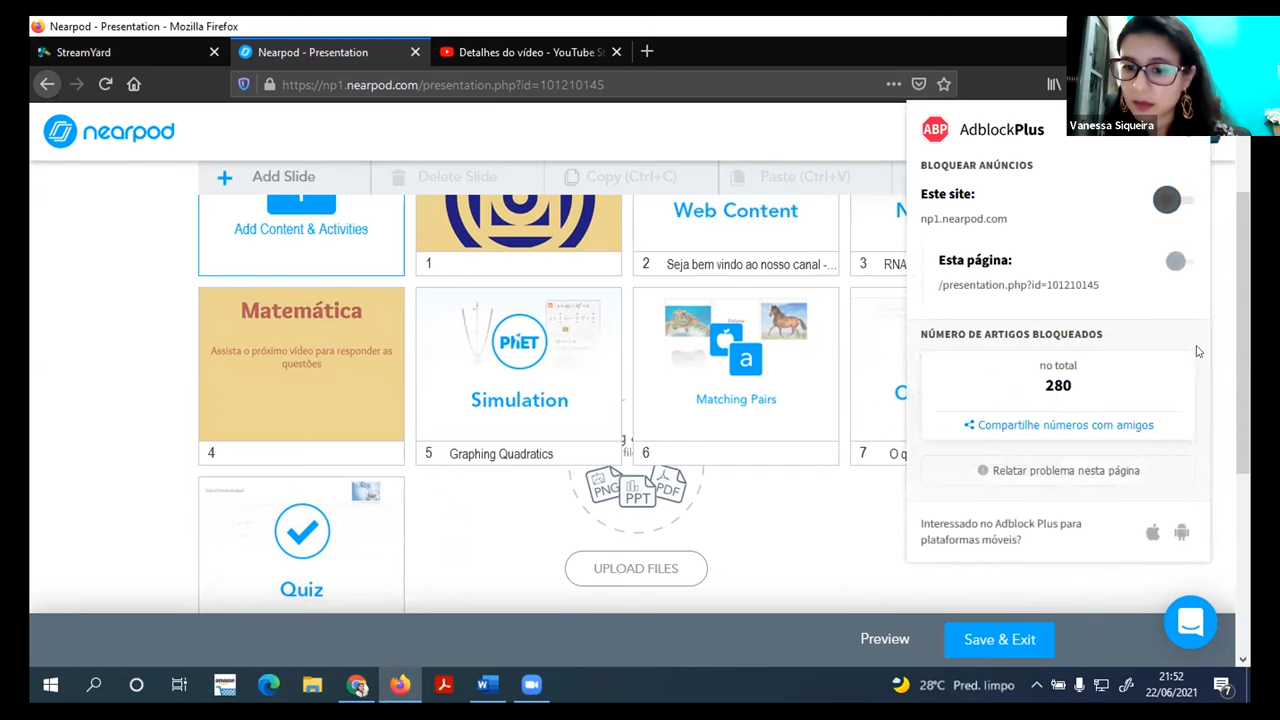 Nearpod - Presentation - Mozilla Firefox
StreamYard
Nearpod - Presentation
Detalhes do vídeo - YouTube
https://np1.nearpod.com/presentation.php?id=101210145
Vanessa Siqueira
nearpod
ABP AdblockPlus
BLOQUEAR ANÚNCIOS
Este site:
np1.nearpod.com
Esta página:
/presentation.php?id=101210145
NÚMERO DE ARTIGOS BLOQUEADOS
no total
280
Compartilhe números com amigos
Relatar problema nesta página
Interessado no Adblock Plus para
plataformas móveis?
Add Slide
Delete Slide
Copy (Ctrl+C)
Paste (Ctrl+V)
Add Content & Activities
1
Web Content
2 Seja bem vindo ao nosso canal -...
3 RNA
Matemática
Assista o próximo vídeo para responder as
questões
4
PhET
Simulation
5 Graphing Quadratics
a
Matching Pairs
6
7 O q
Quiz
PNG
PPT
PDF
UPLOAD FILES
Preview
Save & Exit
amazon
28°C Pred. limpo
21:52
22/06/2021
7